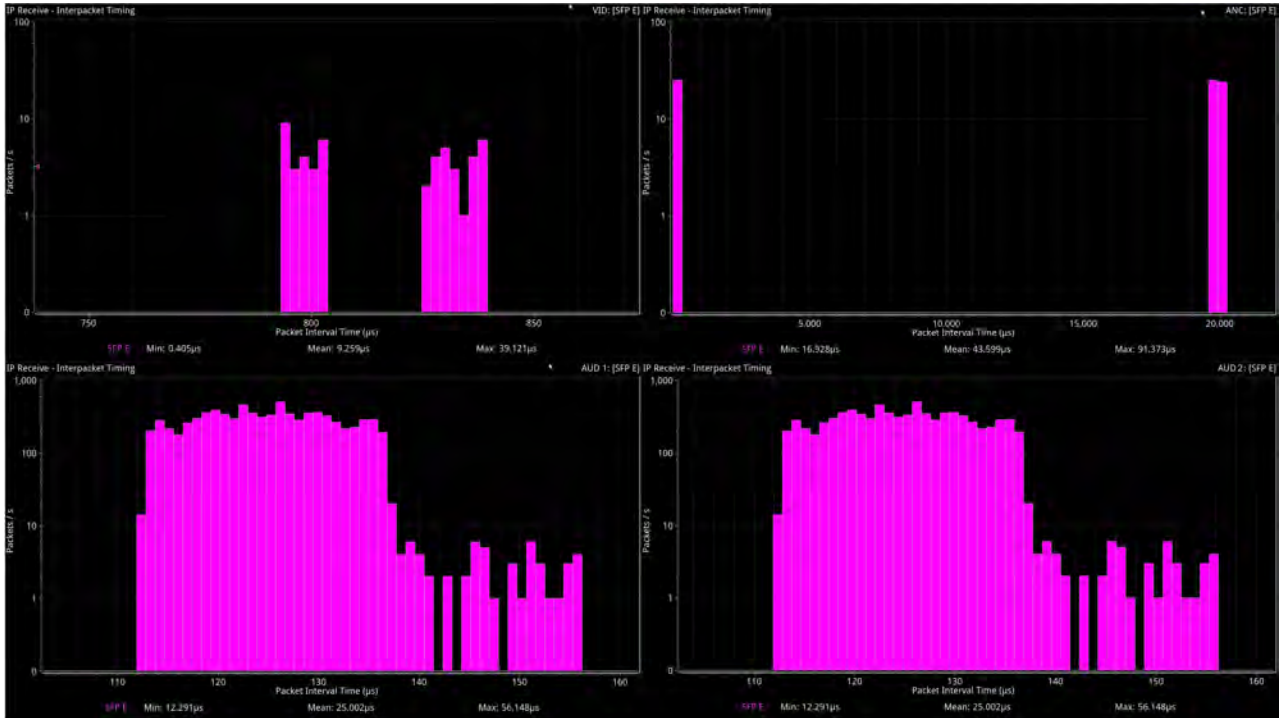 IP Receive - Interpacket Timing VID: [SFP E]
100
10
1
0
Packets / s
750 800 850
Packet Interval Time (µs)
SFP E Min: 0.405µs Mean: 9.259µs Max: 39.121µs
IP Receive - Interpacket Timing ANC: [SFP E]
100
10
1
0
Packets / s
5,000 10,000 15,000 20,000
Packet Interval Time (µs)
SFP E Min: 16.928µs Mean: 43.599µs Max: 91.373µs
IP Receive - Interpacket Timing AUD 1: [SFP E]
1,000
100
10
1
0
Packets / s
110 120 130 140 150 160
Packet Interval Time (µs)
SFP E Min: 12.291µs Mean: 25.002µs Max: 56.148µs
IP Receive - Interpacket Timing AUD 2: [SFP E]
1,000
100
10
1
0
Packets / s
110 120 130 140 150 160
Packet Interval Time (µs)
SFP E Min: 12.291µs Mean: 25.002µs Max: 56.148µs